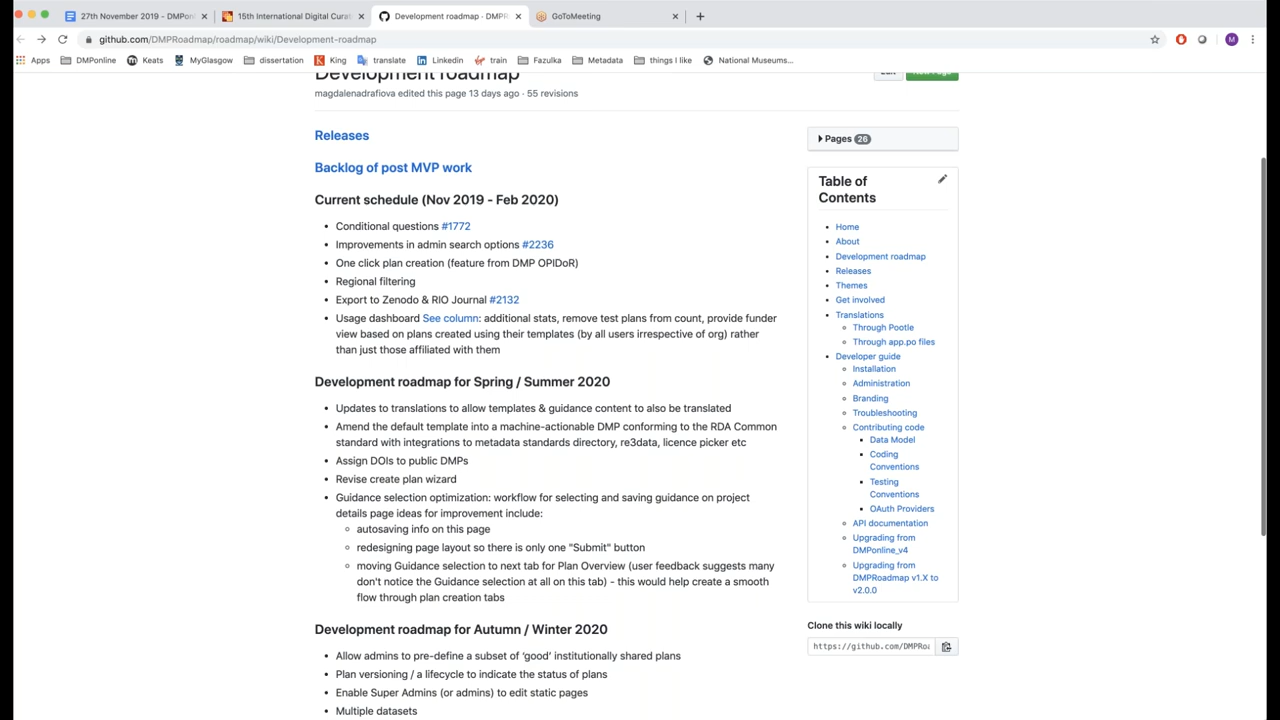 27th November 2019 - DMPon
15th International Digital Curat
Development roadmap · DMPR
GoToMeeting
github.com/DMPRoadmap/roadmap/wiki/Development-roadmap
M
Apps
DMPonline
Keats
MyGlasgow
dissertation
King
translate
Linkedin
train
Fazulka
Metadata
things I like
National Museums...
Development roadmap
Edit
New Page
magdalenadrafiova edited this page 13 days ago · 55 revisions
Releases
Backlog of post MVP work
Current schedule (Nov 2019 - Feb 2020)
• Conditional questions #1772
• Improvements in admin search options #2236
• One click plan creation (feature from DMP OPIDoR)
• Regional filtering
• Export to Zenodo & RIO Journal #2132
• Usage dashboard See column: additional stats, remove test plans from count, provide funder
view based on plans created using their templates (by all users irrespective of org) rather
than just those affiliated with them
Development roadmap for Spring / Summer 2020
• Updates to translations to allow templates & guidance content to also be translated
• Amend the default template into a machine-actionable DMP conforming to the RDA Common
standard with integrations to metadata standards directory, re3data, licence picker etc
• Assign DOIs to public DMPs
• Revise create plan wizard
• Guidance selection optimization: workflow for selecting and saving guidance on project
details page ideas for improvement include:
◦ autosaving info on this page
◦ redesigning page layout so there is only one "Submit" button
◦ moving Guidance selection to next tab for Plan Overview (user feedback suggests many
don't notice the Guidance selection at all on this tab) - this would help create a smooth
flow through plan creation tabs
Development roadmap for Autumn / Winter 2020
• Allow admins to pre-define a subset of 'good' institutionally shared plans
• Plan versioning / a lifecycle to indicate the status of plans
• Enable Super Admins (or admins) to edit static pages
• Multiple datasets
Pages 26
Table of
Contents
• Home
• About
• Development roadmap
• Releases
• Themes
• Get involved
• Translations
◦ Through Pootle
◦ Through app.po files
• Developer guide
◦ Installation
◦ Administration
◦ Branding
◦ Troubleshooting
◦ Contributing code
▪ Data Model
▪ Coding
Conventions
▪ Testing
Conventions
▪ OAuth Providers
◦ API documentation
◦ Upgrading from
DMPonline_v4
◦ Upgrading from
DMPRoadmap v1.X to
v2.0.0
Clone this wiki locally
https://github.com/DMPRo